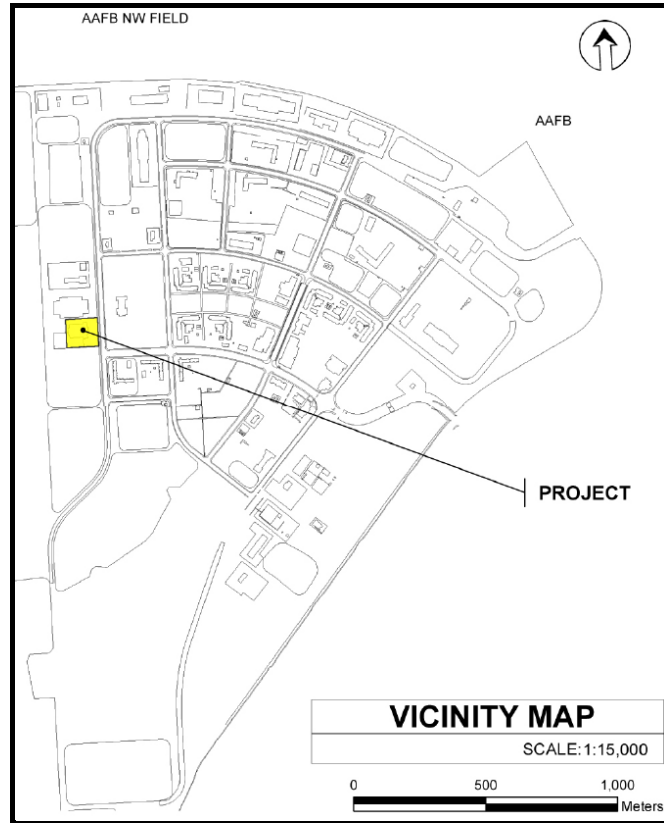 AAFB NW FIELD
AAFB
PROJECT
VICINITY MAP
SCALE: 1:15,000
0 500 1,000
Meters